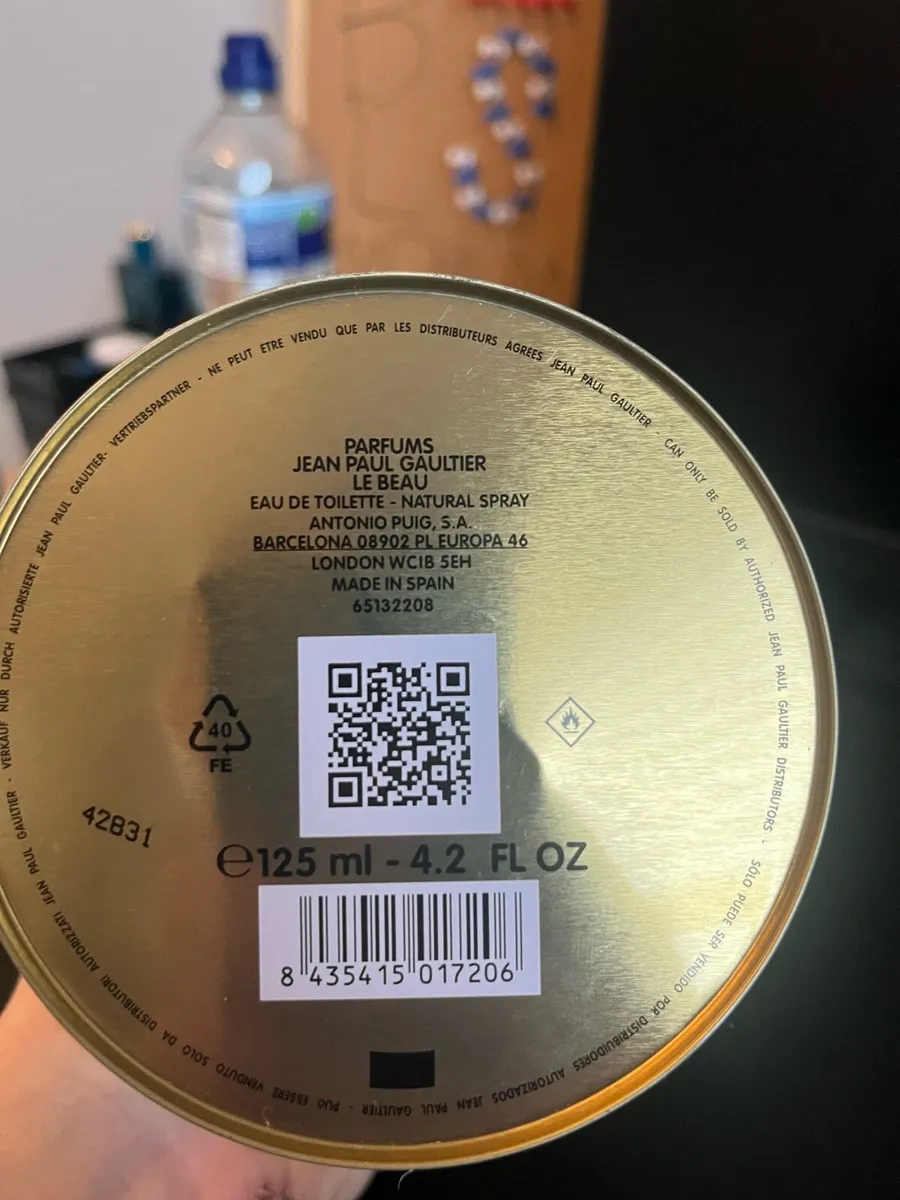 PARFUMS
JEAN PAUL GAULTIER
LE BEAU
EAU DE TOILETTE - NATURAL SPRAY
ANTONIO PUIG, S.A.
BARCELONA 08902 PL EUROPA 46
LONDON WC1B 5EH
MADE IN SPAIN
65132208
40
FE
42831
e125 ml - 4.2 FL OZ
8 435415 017206
NE PEUT ETRE VENDU QUE PAR LES DISTRIBUTEURS AGREES JEAN PAUL GAULTIER - CAN ONLY BE SOLD BY AUTHORIZED JEAN PAUL GAULTIER DISTRIBUTORS - SÓLO PUEDE SER VENDIDO POR DISTRIBUIDORES AUTORIZADOS JEAN PAUL GAULTIER - PUO ESSERE VENDUTO SOLO DA DISTRIBUTORI AUTORIZZATI JEAN PAUL GAULTIER - VERKAUF NUR DURCH AUTORISIERTE JEAN PAUL GAULTIER- VERTRIEBSPARTNER -
S